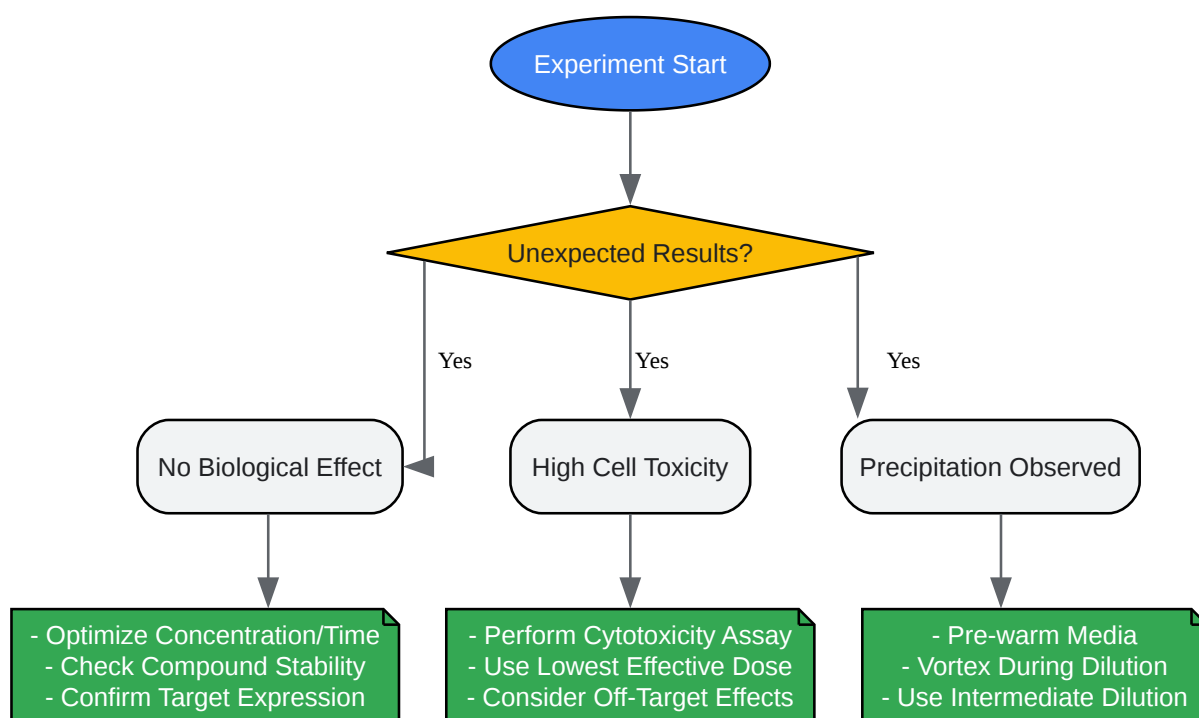 Experiment Start
Unexpected Results?
Yes
Yes
Yes
No Biological Effect
High Cell Toxicity
Precipitation Observed
- Optimize Concentration/Time
- Check Compound Stability
- Confirm Target Expression
- Perform Cytotoxicity Assay
- Use Lowest Effective Dose
- Consider Off-Target Effects
- Pre-warm Media
- Vortex During Dilution
- Use Intermediate Dilution